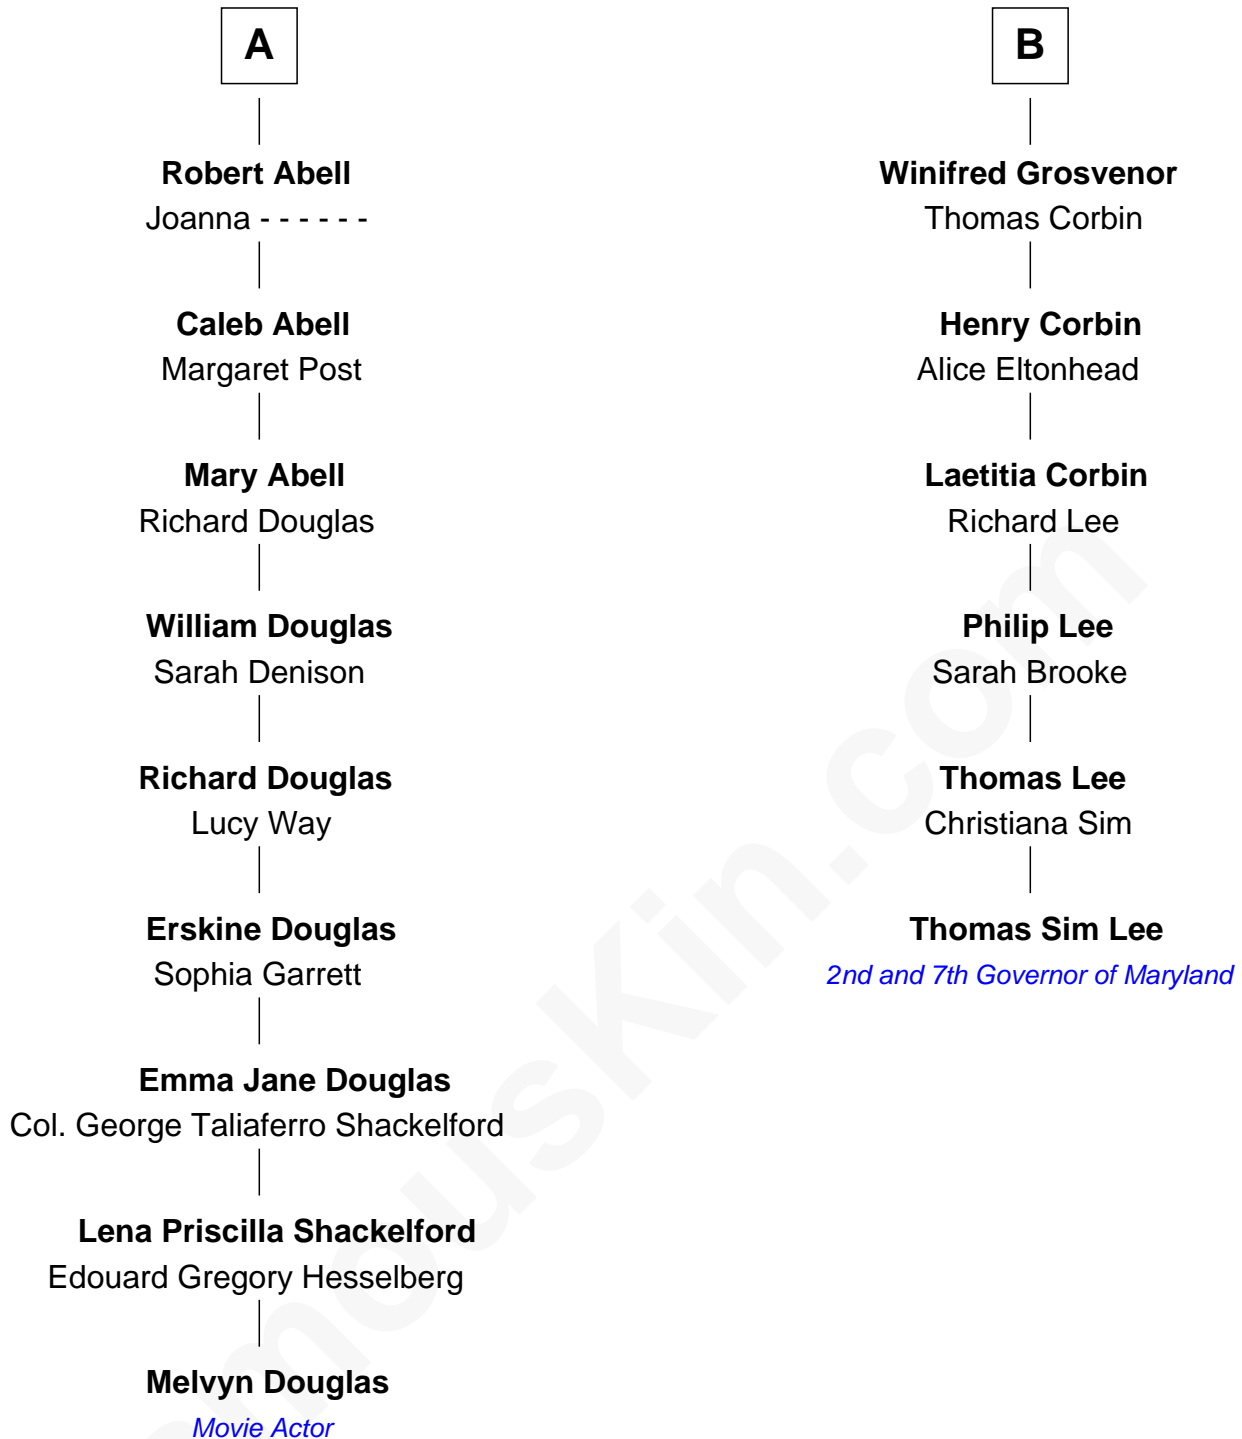 A
Robert Abell
Joanna - - - - - -
Caleb Abell
Margaret Post
Mary Abell
Richard Douglas
William Douglas
Sarah Denison
Richard Douglas
Lucy Way
Erskine Douglas
Sophia Garrett
Emma Jane Douglas
Col. George Taliaferro Shackelford
Lena Priscilla Shackelford
Edouard Gregory Hesselberg
Melvyn Douglas
Movie Actor
B
Winifred Grosvenor
Thomas Corbin
Henry Corbin
Alice Eltonhead
Laetitia Corbin
Richard Lee
Philip Lee
Sarah Brooke
Thomas Lee
Christiana Sim
Thomas Sim Lee
2nd and 7th Governor of Maryland
mousKin.com